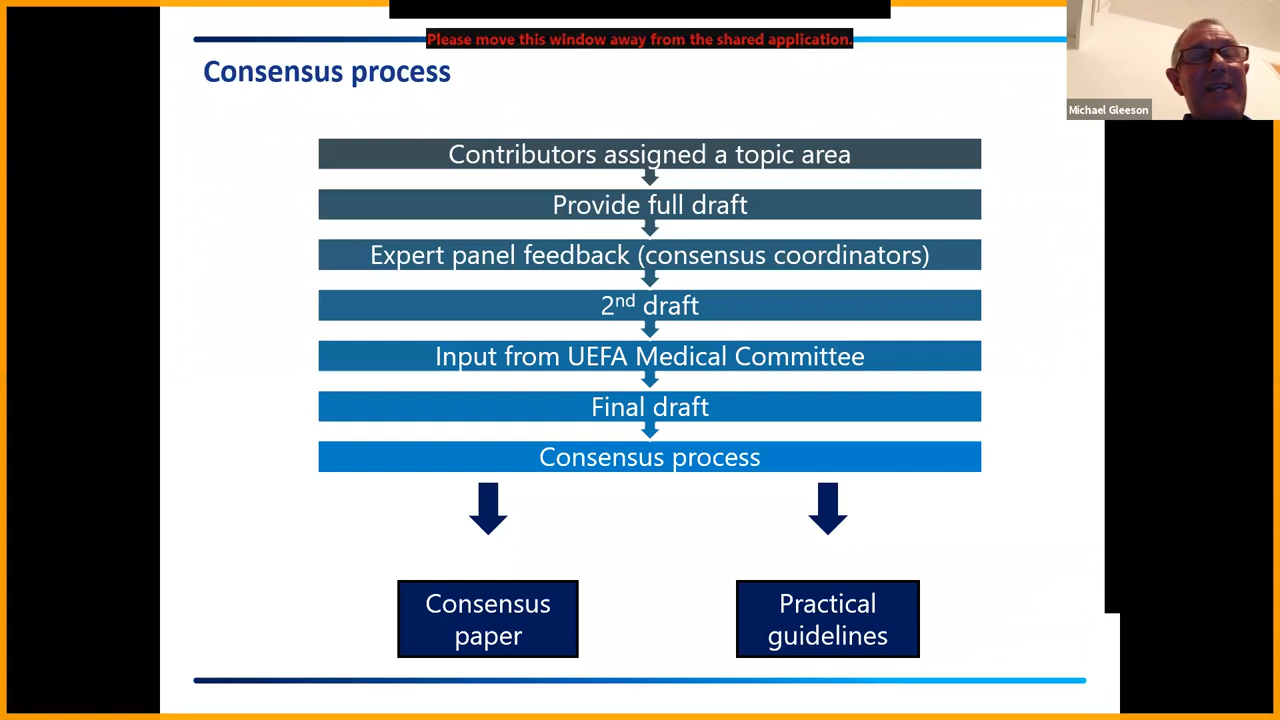 Please move this window away from the shared application.
Consensus process
Michael Gleeson
Contributors assigned a topic area
Provide full draft
Expert panel feedback (consensus coordinators)
2nd draft
Input from UEFA Medical Committee
Final draft
Consensus process
Consensus
paper
Practical
guidelines